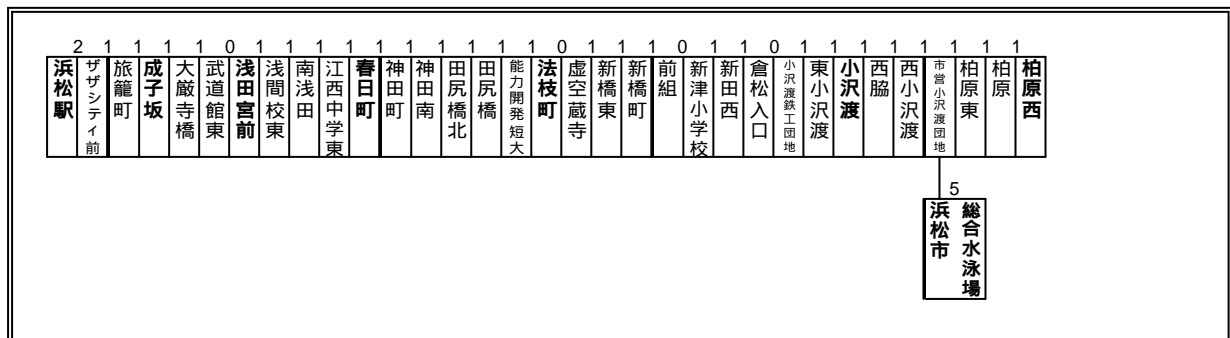 2 1 1 1 1 0 1 1 1 1 1 1 1 1 1 1 0 1 1 1 0 1 1 0 1 1 1 1 1 1 1 1
浜松駅
ザザシティ前
旅籠町
成子坂
大厳寺橋
武道館東
浅田宮前
浅間校東
南浅田
江西中学東
春日町
神田町
神田南
田尻橋北
田尻橋
能力開発短大
法枝町
虚空蔵寺
新橋東
新橋町
前組
新津小学校
新田西
倉松入口
小沢渡鉄工団地
東小沢渡
小沢渡
西脇
西小沢渡
市営小沢渡団地
柏原東
柏原
柏原西
5
浜松市
総合水泳場